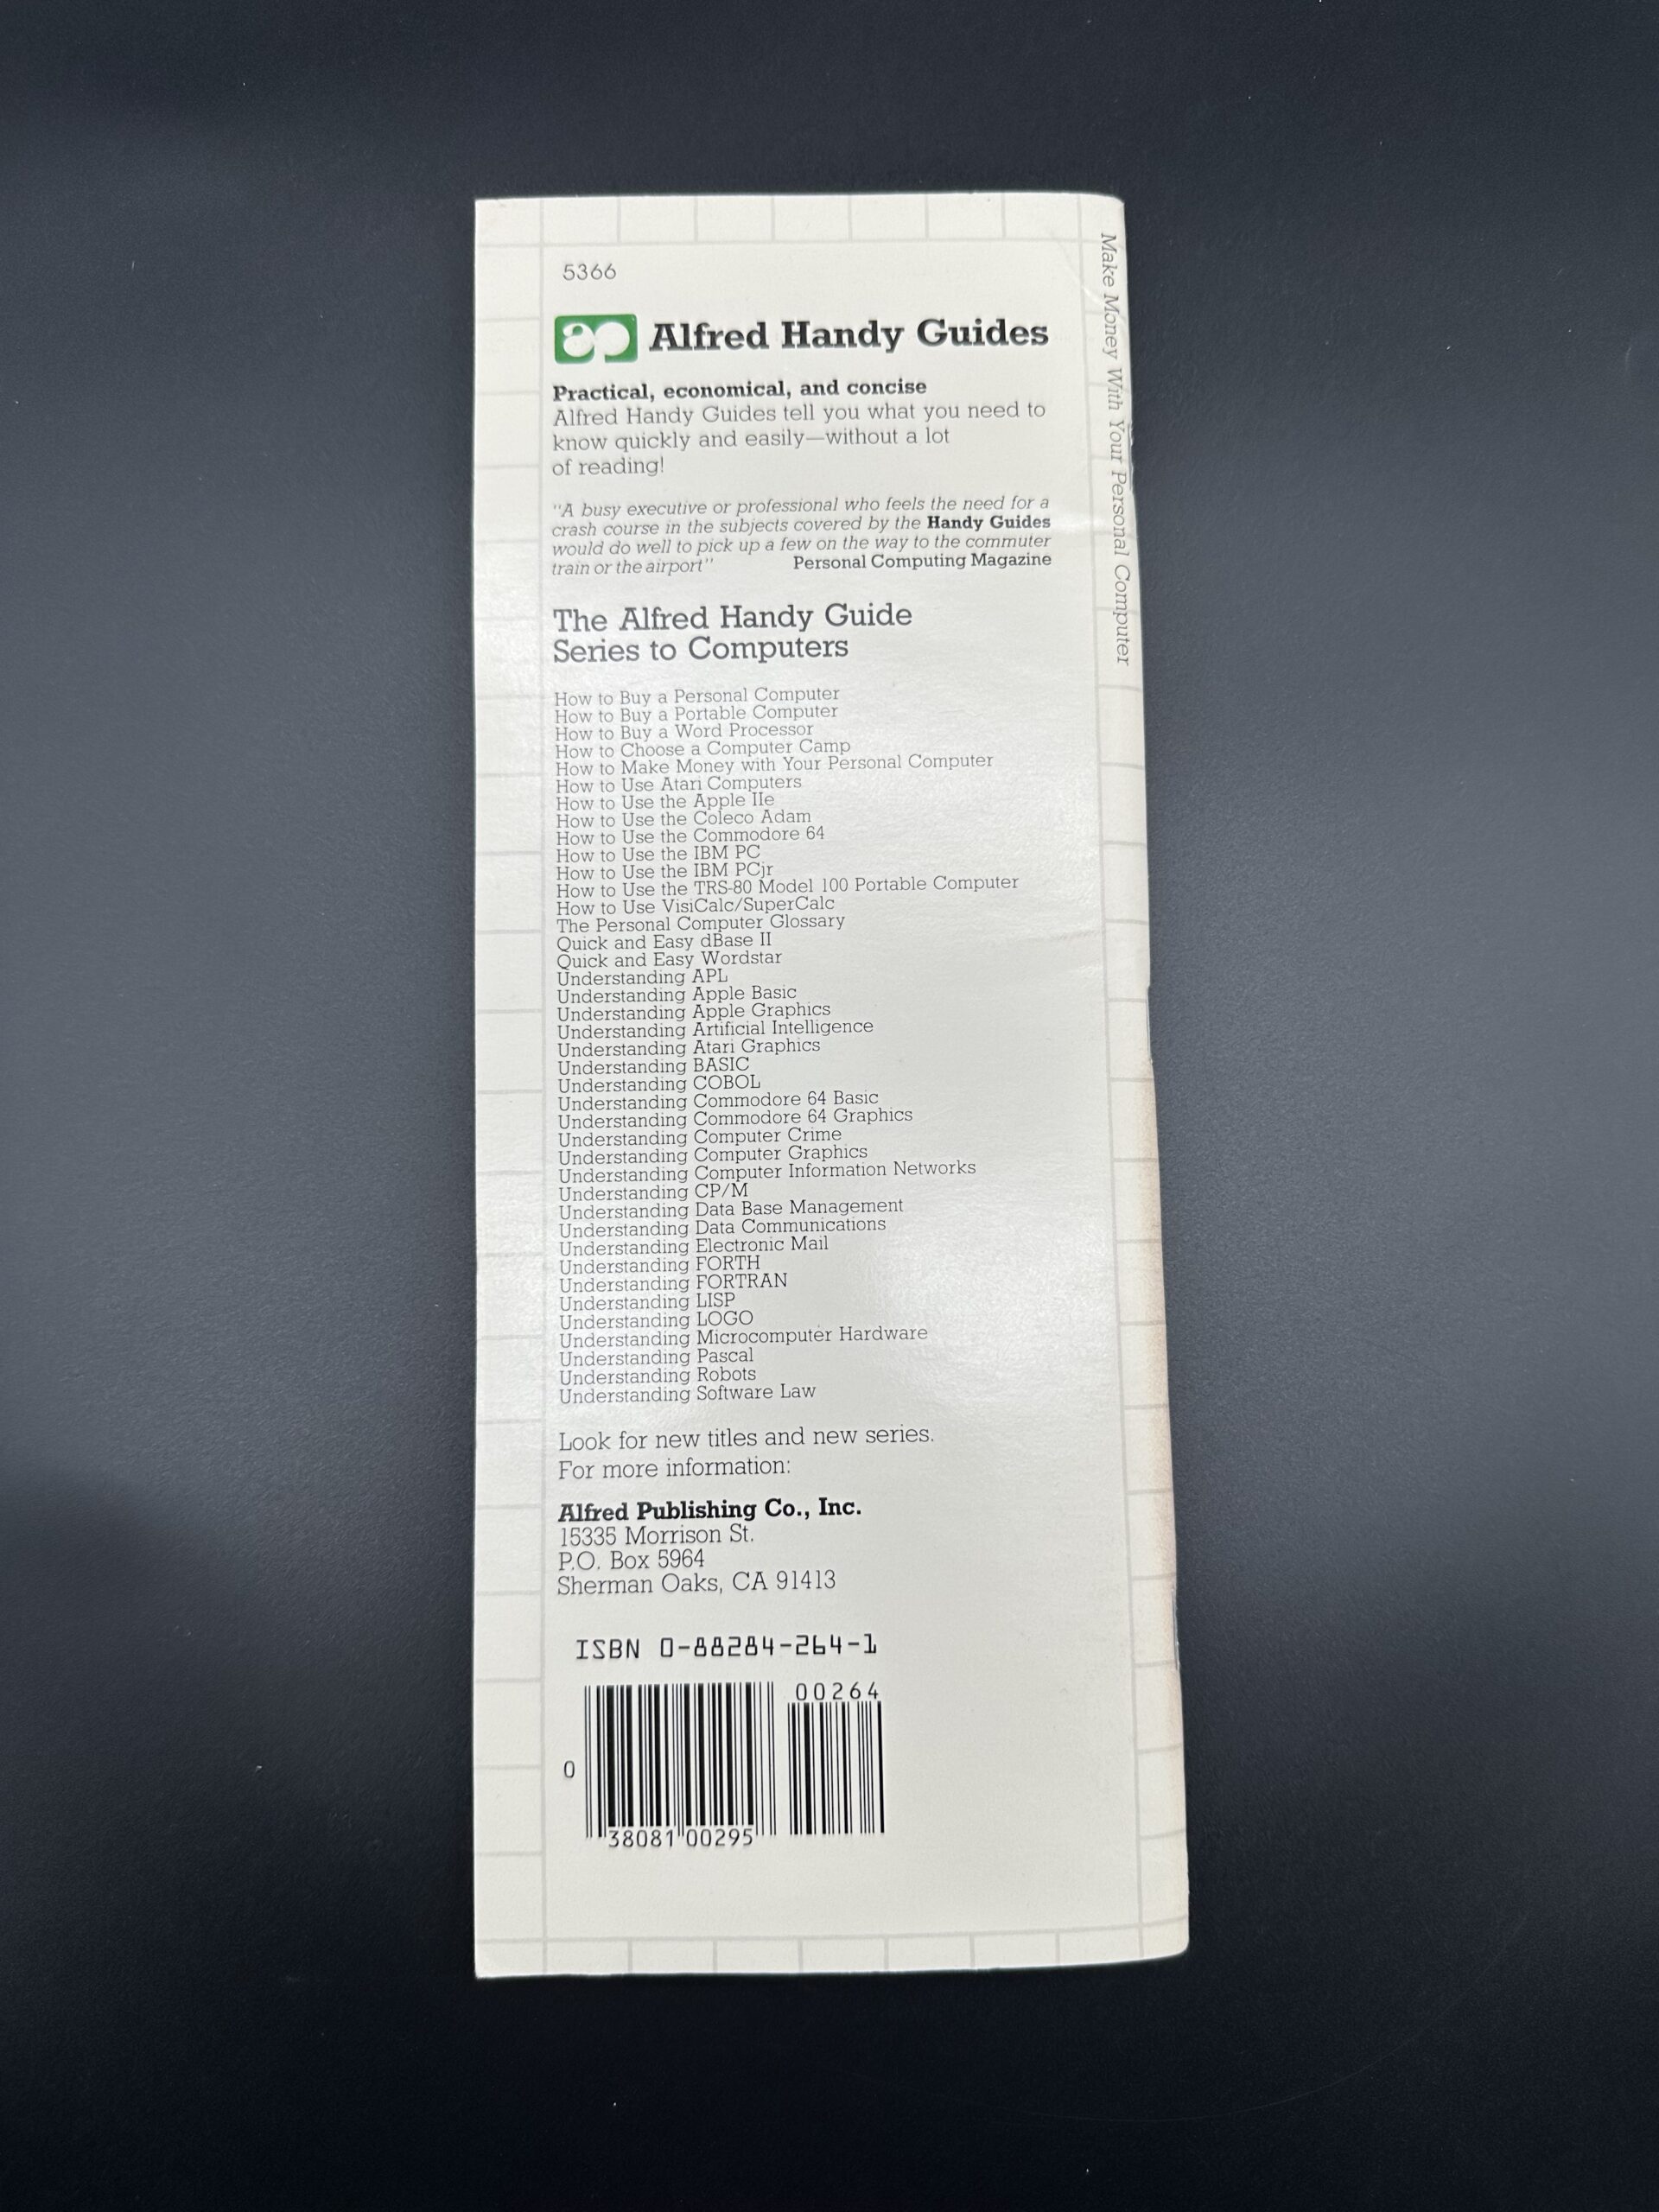 5366
Alfred Handy Guides
Practical, economical, and concise
Alfred Handy Guides tell you what you need to
know quickly and easily—without a lot
of reading!
"A busy executive or professional who feels the need for a
crash course in the subjects covered by the Handy Guides
would do well to pick up a few on the way to the commuter
train or the airport" Personal Computing Magazine
The Alfred Handy Guide
Series to Computers
How to Buy a Personal Computer
How to Buy a Portable Computer
How to Buy a Word Processor
How to Choose a Computer Camp
How to Make Money with Your Personal Computer
How to Use Atari Computers
How to Use the Apple IIe
How to Use the Coleco Adam
How to Use the Commodore 64
How to Use the IBM PC
How to Use the IBM PCjr
How to Use the TRS-80 Model 100 Portable Computer
How to Use VisiCalc/SuperCalc
The Personal Computer Glossary
Quick and Easy dBase II
Quick and Easy Wordstar
Understanding APL
Understanding Apple Basic
Understanding Apple Graphics
Understanding Artificial Intelligence
Understanding Atari Graphics
Understanding BASIC
Understanding COBOL
Understanding Commodore 64 Basic
Understanding Commodore 64 Graphics
Understanding Computer Crime
Understanding Computer Graphics
Understanding Computer Information Networks
Understanding CP/M
Understanding Data Base Management
Understanding Data Communications
Understanding Electronic Mail
Understanding FORTH
Understanding FORTRAN
Understanding LISP
Understanding LOGO
Understanding Microcomputer Hardware
Understanding Pascal
Understanding Robots
Understanding Software Law
Look for new titles and new series.
For more information:
Alfred Publishing Co., Inc.
15335 Morrison St.
P.O. Box 5964
Sherman Oaks, CA 91413
ISBN 0-88284-264-1
00264
0 38081 00295
Make Money With Your Personal Computer